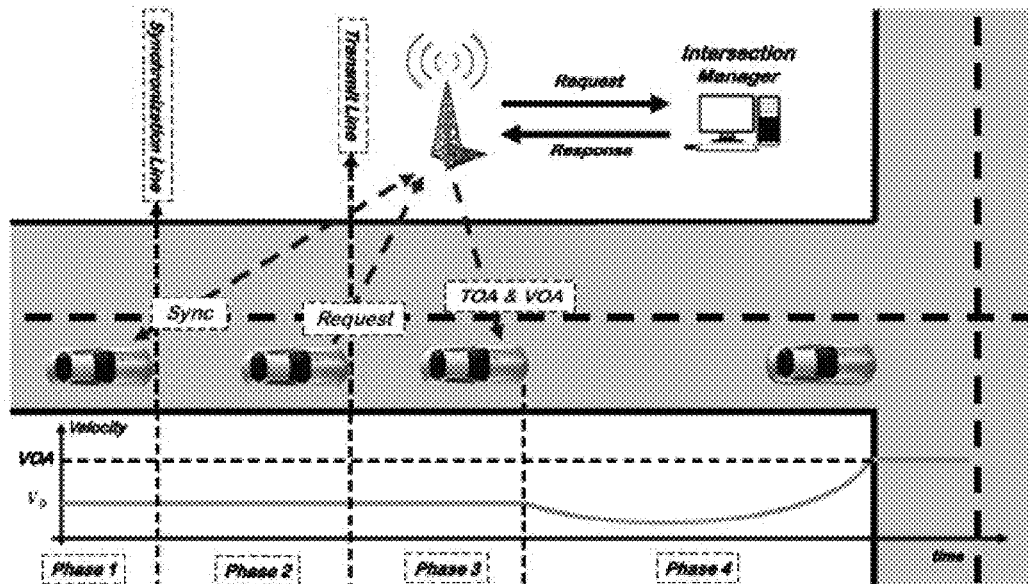 Synchronization Line
Transmit Line
Intersection
Manager
Request
Response
Sync
Request
TOA & VOA
Velocity
VOA
V₀
time
Phase 1
Phase 2
Phase 3
Phase 4